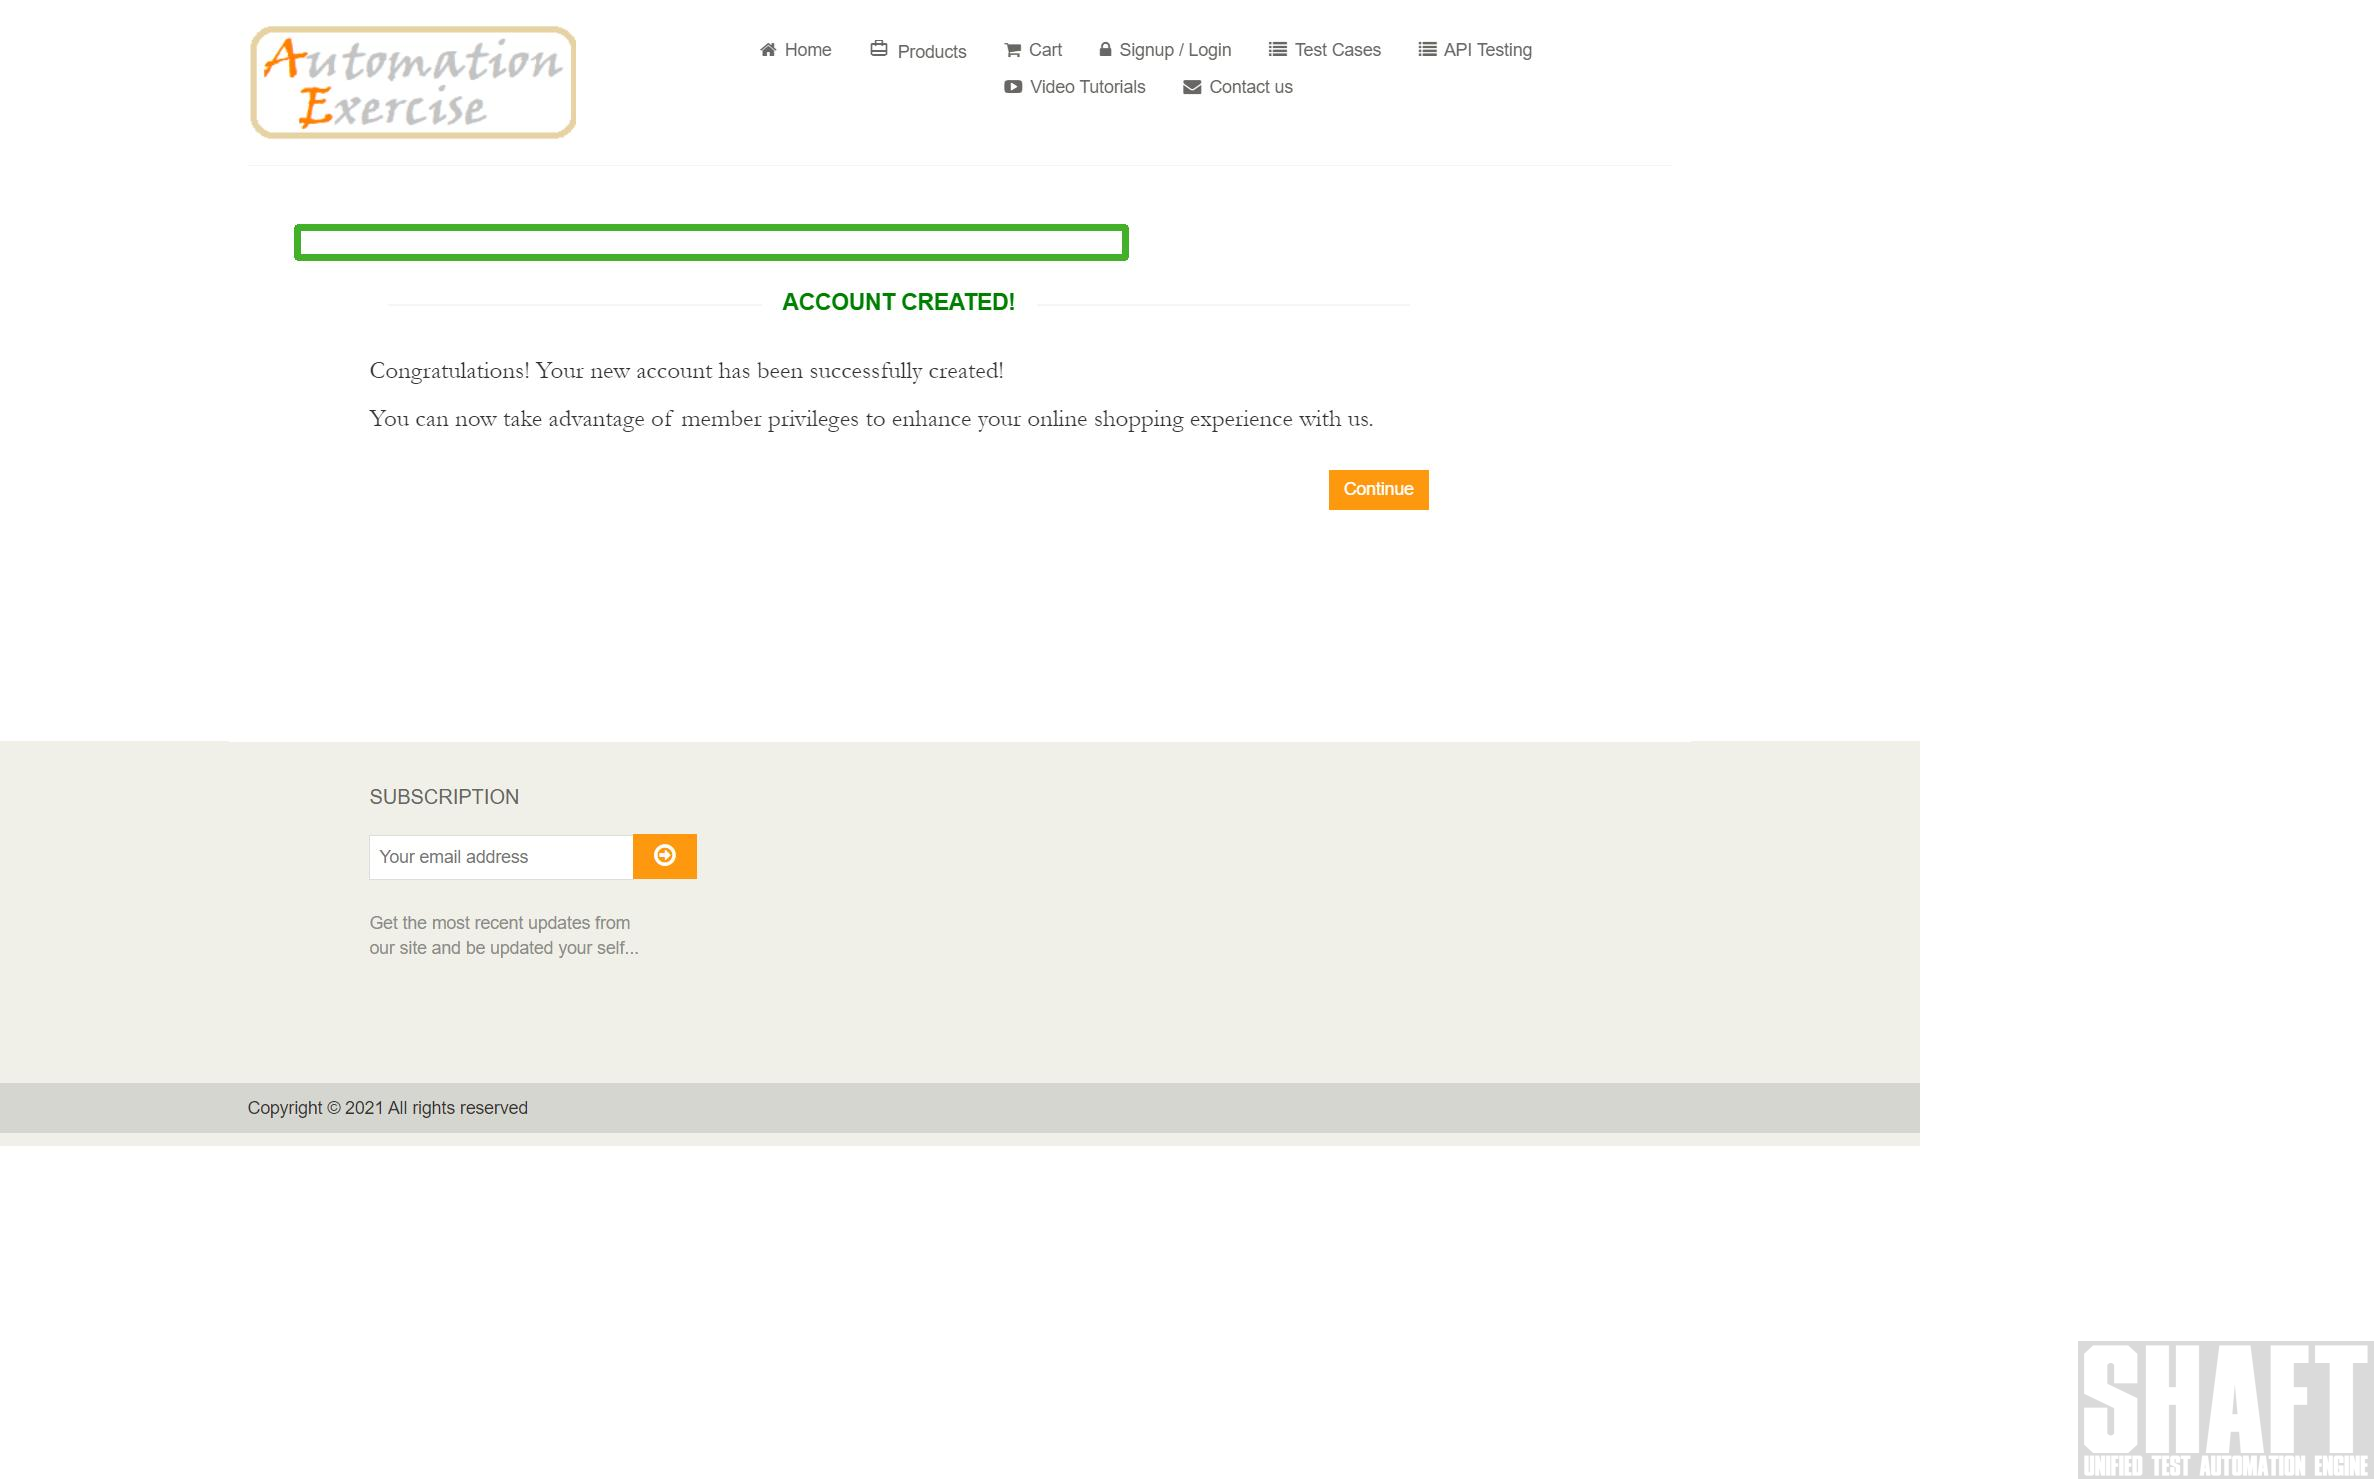 Automation
Exercise
Home
Products
Cart
Signup / Login
Test Cases
API Testing
Video Tutorials
Contact us
ACCOUNT CREATED!
Congratulations! Your new account has been successfully created!
You can now take advantage of member privileges to enhance your online shopping experience with us.
Continue
SUBSCRIPTION
Your email address
Get the most recent updates from
our site and be updated your self...
Copyright © 2021 All rights reserved
SHAFT
UNIFIED TEST AUTOMATION ENGINE